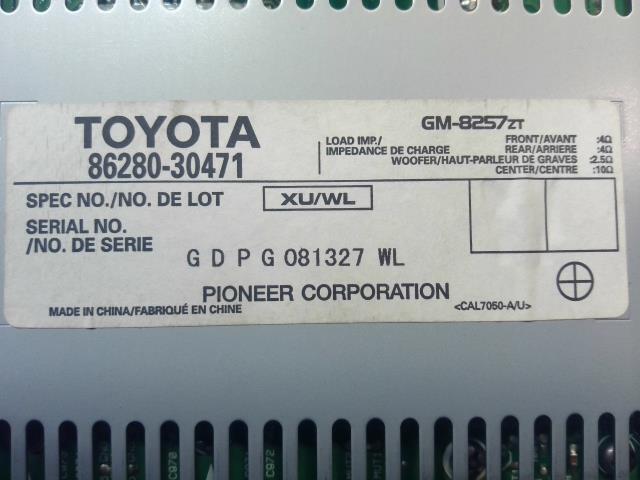 TOYOTA
86280-30471
GM-8257ZT
LOAD IMP./
IMPEDANCE DE CHARGE
FRONT/AVANT :4Ω
REAR/ARRIERE :4Ω
WOOFER/HAUT-PARLEUR DE GRAVES :2.5Ω
CENTER/CENTRE :10Ω
SPEC NO./NO. DE LOT XU/WL
SERIAL NO.
/NO. DE SERIE
G D P G 081327 WL
PIONEER CORPORATION
MADE IN CHINA/FABRIQUÉ EN CHINE
<CAL7050-A/U>
C970
C972